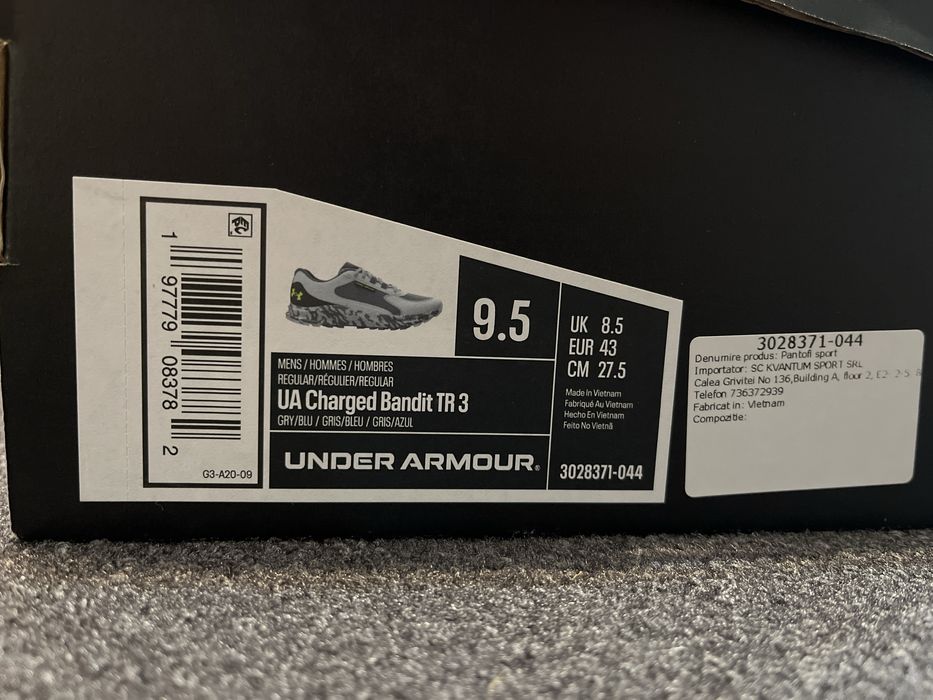 1 97779 08378 2
G3-A20-09
9.5
UK 8.5
EUR 43
CM 27.5
MENS / HOMMES / HOMBRES
REGULAR/RÉGULIER/REGULAR
UA Charged Bandit TR 3
GRY/BLU / GRIS/BLEU / GRIS/AZUL
Made In Vietnam
Fabriqué Au Vietnam
Hecho En Vietnam
Feito No Vietnã
UNDER ARMOUR®
3028371-044
3028371-044
Denumire produs: Pantofi sport
Importator: SC KVANTUM SPORT SRL
Calea Grivitei No 136,Building A, floor 2, E2-
Telefon 736372939
Fabricat in: Vietnam
Compozitie: